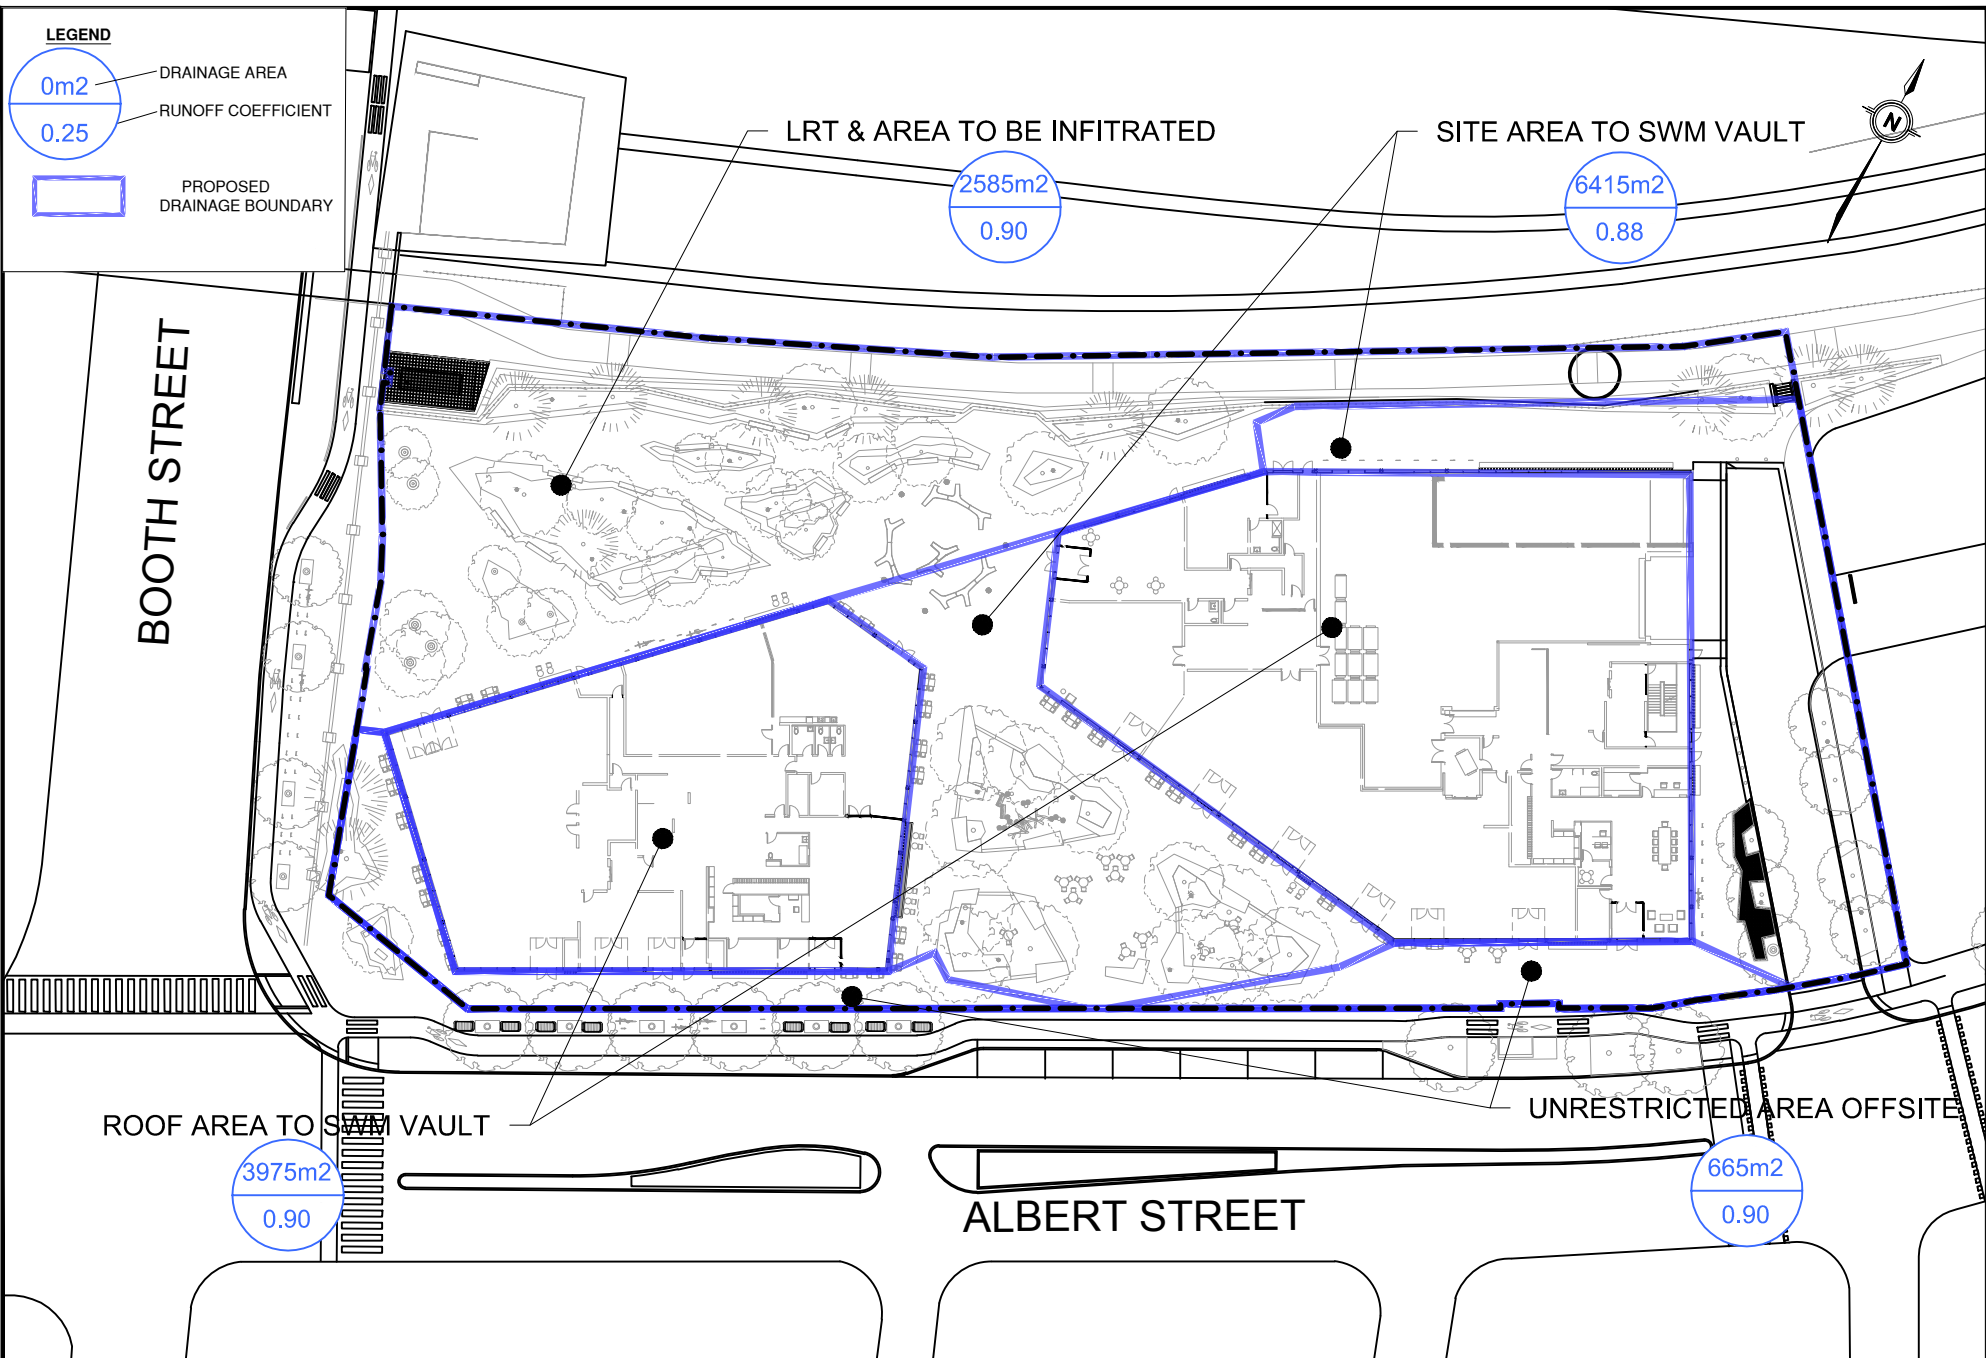 LEGEND
0m2
0.25
DRAINAGE AREA
RUNOFF COEFFICIENT
PROPOSED
DRAINAGE BOUNDARY
LRT & AREA TO BE INFITRATED
2585m2
0.90
SITE AREA TO SWM VAULT
6415m2
0.88
N
BOOTH STREET
ROOF AREA TO SWM VAULT
3975m2
0.90
UNRESTRICTED AREA OFFSITE
665m2
0.90
ALBERT STREET